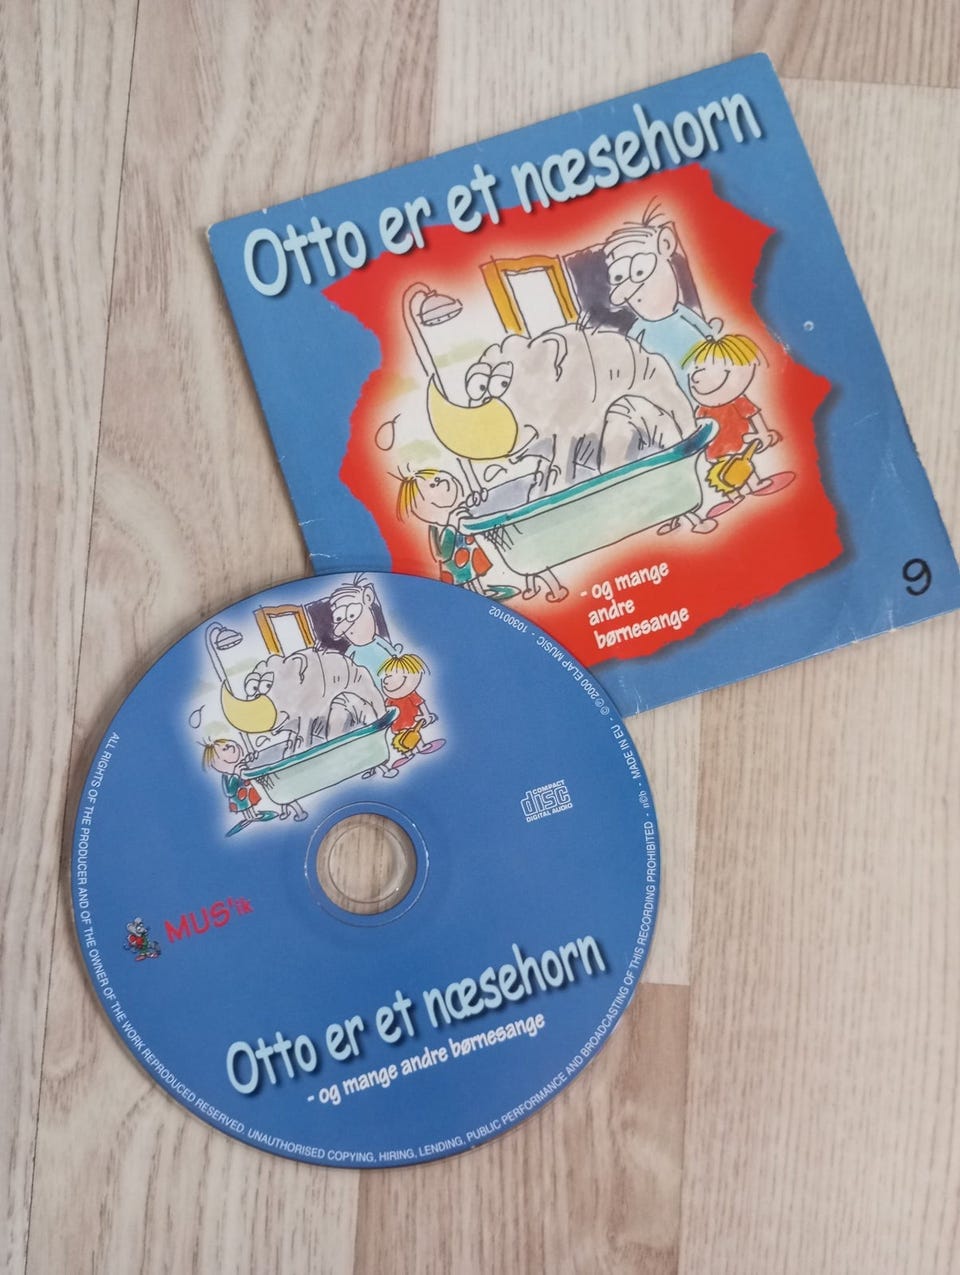 Otto er et næsehorn
- og mange
andre
børnesange
9
ALL RIGHTS OF THE PRODUCER AND OF THE OWNER OF THE WORK REPRODUCED RESERVED. UNAUTHORISED COPYING, HIRING, LENDING, PUBLIC PERFORMANCE AND BROADCASTING OF THIS RECORDING PROHIBITED - n©b - MADE IN EU - ©℗2000 ELAP MUSIC - 10300102
COMPACT
disc
DIGITAL AUDIO
MUS'ik
Otto er et næsehorn
- og mange andre børnesange